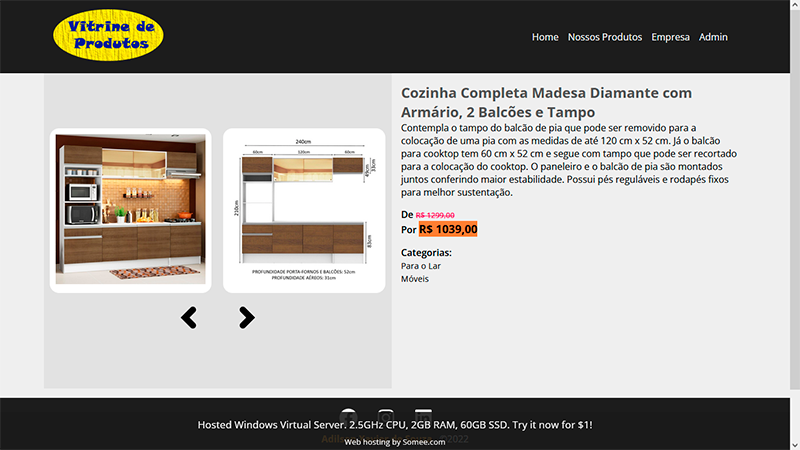 Vitrine de
Produtos
Home Nossos Produtos Empresa Admin
Cozinha Completa Madesa Diamante com
Armário, 2 Balcões e Tampo
Contempla o tampo do balcão de pia que pode ser removido para a
colocação de uma pia com as medidas de até 120 cm x 52 cm. Já o balcão
para cooktop tem 60 cm x 52 cm e segue com tampo que pode ser recortado
para a colocação do cooktop. O paneleiro e o balcão de pia são montados
juntos conferindo maior estabilidade. Possui pés reguláveis e rodapés fixos
para melhor sustentação.
De R$ 1299,00
Por R$ 1039,00
Categorias:
Para o Lar
Móveis
240cm
60cm 120cm 60cm
49cm
33cm
210cm
83cm
PROFUNDIDADE PORTA-FORNOS E BALCÕES: 52cm
PROFUNDIDADE AÉREOS: 31cm
Hosted Windows Virtual Server. 2.5GHz CPU, 2GB RAM, 60GB SSD. Try it now for $1!
©2022
Web hosting by Somee.com